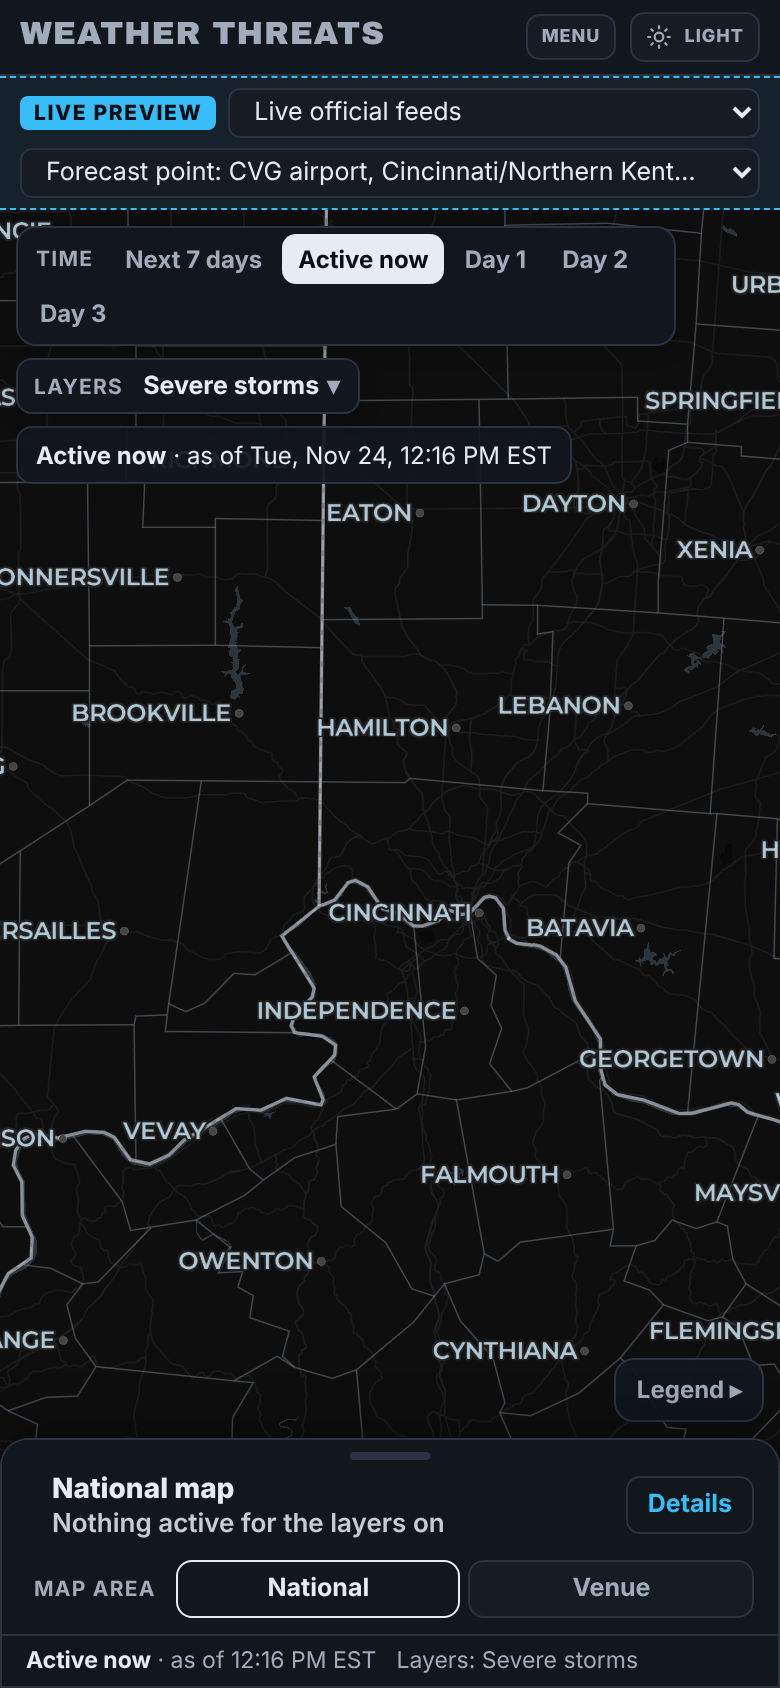 WEATHER THREATS
MENU
LIGHT
LIVE PREVIEW
Live official feeds
Forecast point: CVG airport, Cincinnati/Northern Kent...
TIME
Next 7 days
Active now
Day 1
Day 2
URB
Day 3
LAYERS
Severe storms ▾
SPRINGFIE
Active now · as of Tue, Nov 24, 12:16 PM EST
EATON
DAYTON
XENIA
ONNERSVILLE
BROOKVILLE
HAMILTON
LEBANON
CINCINNATI
RSAILLES
BATAVIA
INDEPENDENCE
GEORGETOWN
SON
VEVAY
FALMOUTH
MAYSV
OWENTON
ANGE
CYNTHIANA
FLEMINGS
Legend ▸
National map
Nothing active for the layers on
Details
MAP AREA
National
Venue
Active now · as of 12:16 PM EST
Layers: Severe storms